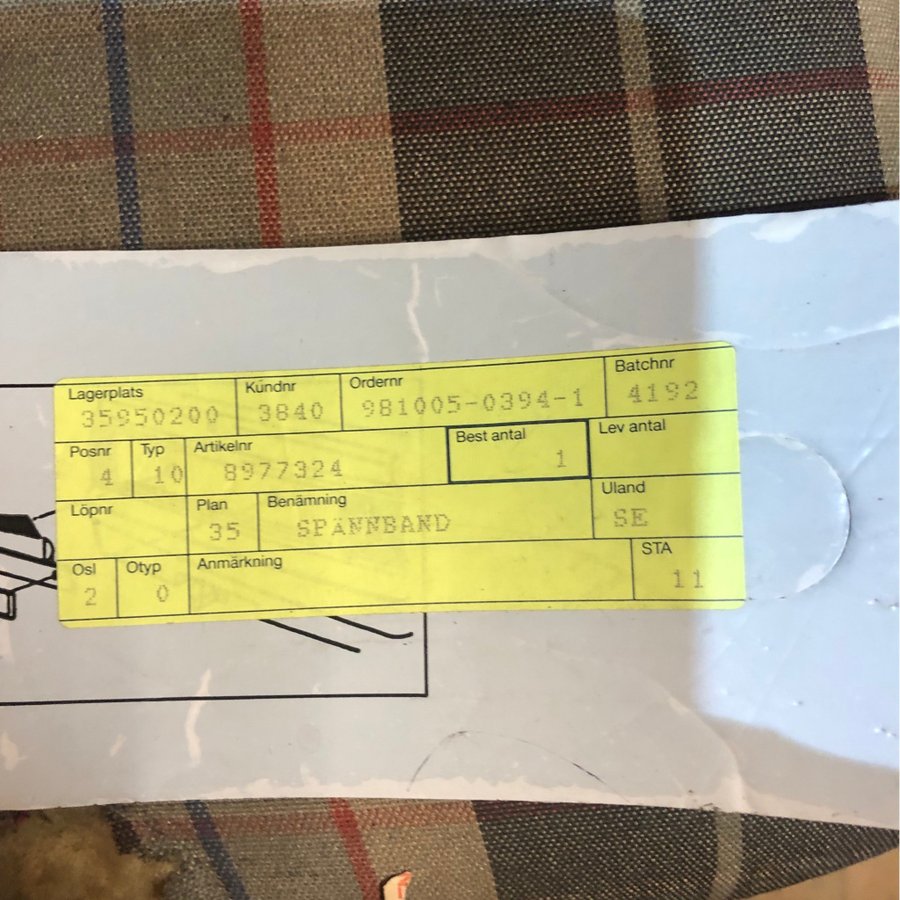 Lagerplats Kundnr Ordernr Batchnr
35950200 3840 981005-0394-1 4192
Posnr Typ Artikelnr Best antal Lev antal
4 10 8977324 1
Löpnr Plan Benämning Uland
35 SPÄNNBAND SE
Osl Otyp Anmärkning STA
2 0 11